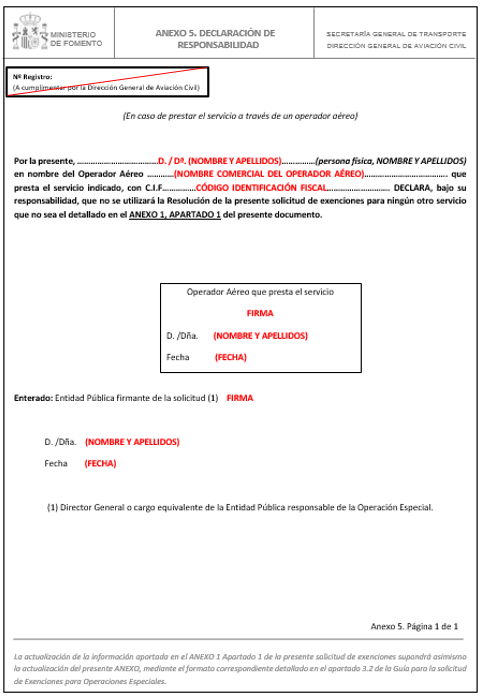 MINISTERIO
DE FOMENTO
ANEXO 5. DECLARACIÓN DE
RESPONSABILIDAD
SECRETARÍA GENERAL DE TRANSPORTE
DIRECCIÓN GENERAL DE AVIACIÓN CIVIL
Nº Registro:
(A cumplimentar por la Dirección General de Aviación Civil)
(En caso de prestar el servicio a través de un operador aéreo)
Por la presente, ……………………………D. / Dª. (NOMBRE Y APELLIDOS)……………(persona física, NOMBRE Y APELLIDOS)
en nombre del Operador Aéreo ………..(NOMBRE COMERCIAL DEL OPERADOR AÉREO)……………………………… que
presta el servicio indicado, con C.I.F…………..CÓDIGO IDENTIFICACIÓN FISCAL……………………… DECLARA, bajo su
responsabilidad, que no se utilizará la Resolución de la presente solicitud de exenciones para ningún otro servicio
que no sea el detallado en el ANEXO 1, APARTADO 1 del presente documento.
Operador Aéreo que presta el servicio
FIRMA
D. /Dña. (NOMBRE Y APELLIDOS)
Fecha (FECHA)
Enterado: Entidad Pública firmante de la solicitud (1) FIRMA
D. /Dña. (NOMBRE Y APELLIDOS)
Fecha (FECHA)
(1) Director General o cargo equivalente de la Entidad Pública responsable de la Operación Especial.
Anexo 5. Página 1 de 1
La actualización de la información aportada en el ANEXO 1 Apartado 1 de la presente solicitud de exenciones supondrá asimismo
la actualización del presente ANEXO, mediante el formato correspondiente detallado en el apartado 3.2 de la Guía para la solicitud
de Exenciones para Operaciones Especiales.